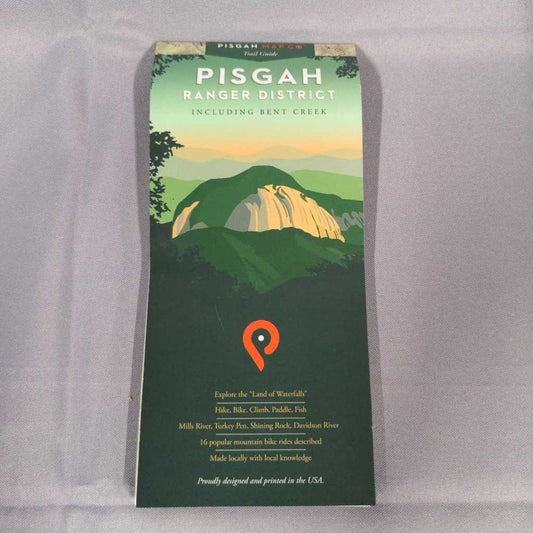 PISGAH MAP CO
Trail Guide
PISGAH
RANGER DISTRICT
INCLUDING BENT CREEK
Explore the "Land of Waterfalls"
Hike, Bike, Climb, Paddle, Fish
Mills River, Turkey Pen, Shining Rock, Davidson River
16 popular mountain bike rides described
Made locally with local knowledge
Proudly designed and printed in the USA.